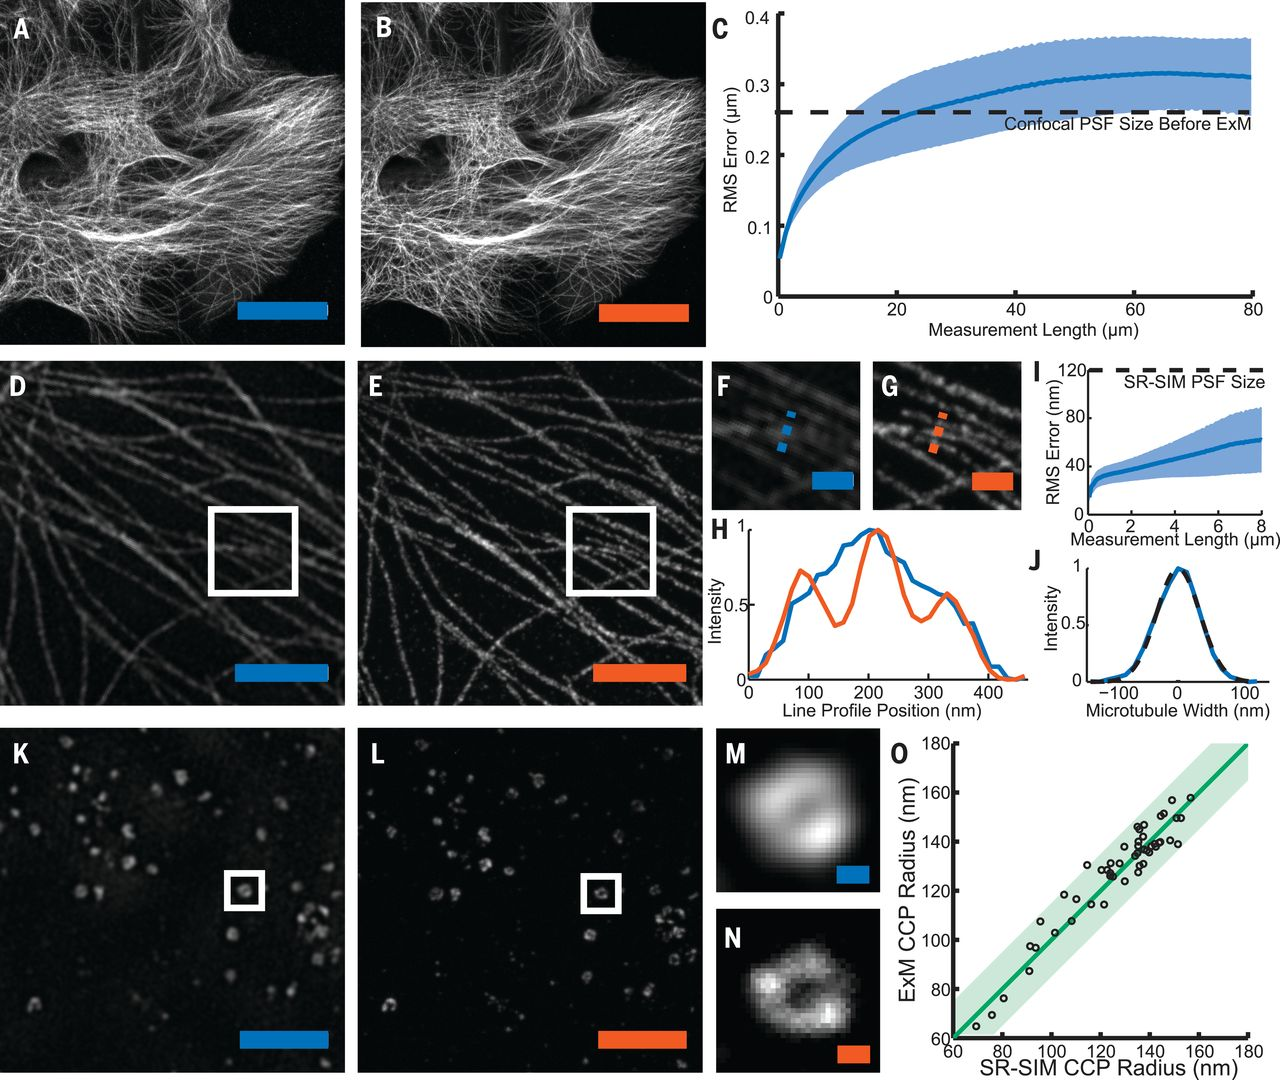 A
B
C
0.4
0.3
0.2
0.1
0
RMS Error (μm)
Confocal PSF Size Before ExM
0 20 40 60 80
Measurement Length (μm)
D
E
F
G
H
1
0.5
0
Intensity
0 100 200 300 400
Line Profile Position (nm)
I
120
80
40
0
RMS Error (nm)
SR-SIM PSF Size
0 2 4 6 8
Measurement Length (μm)
J
1
0.5
0
Intensity
−100 0 100
Microtubule Width (nm)
K
L
M
N
O
180
160
140
120
100
80
60
ExM CCP Radius (nm)
60 80 100 120 140 160 180
SR-SIM CCP Radius (nm)